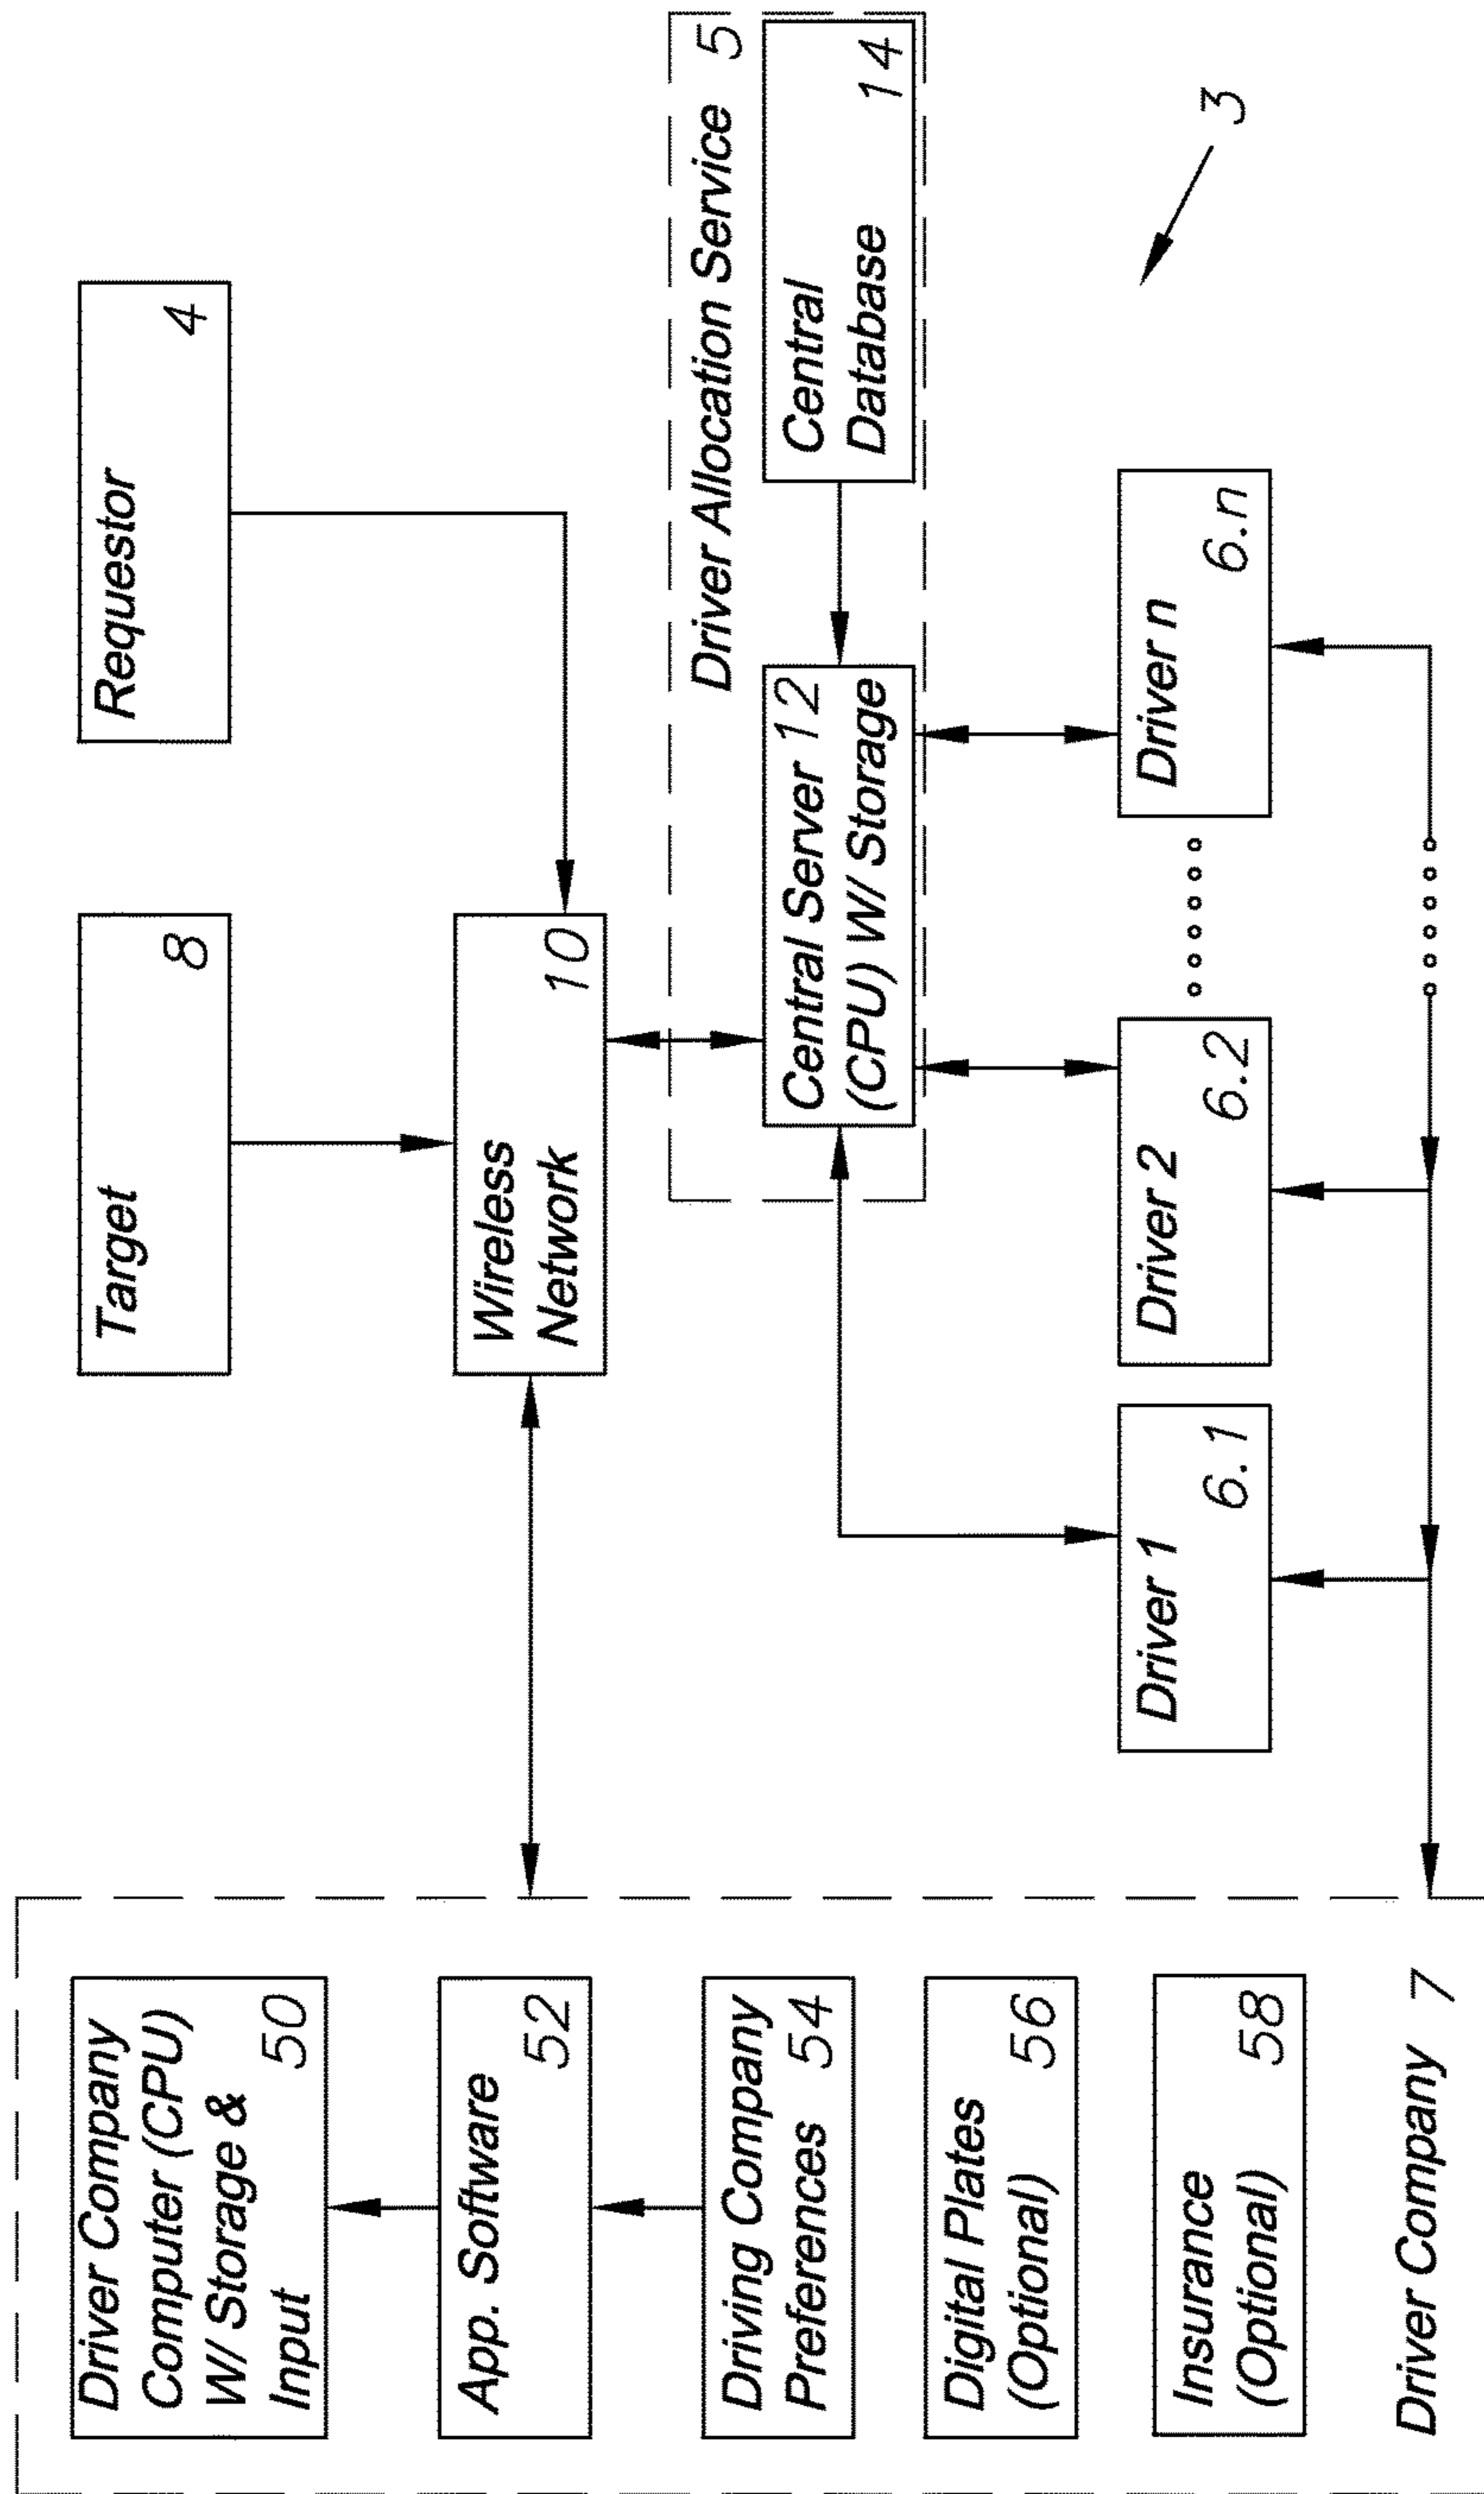 Driver Company
Computer (CPU)
W/ Storage &
Input 50
App. Software
52
Driving Company
Preferences 54
Digital Plates
(Optional) 56
Insurance
(Optional) 58
Driver Company 7
Target
8
Requestor
4
Wireless
Network 10
Driver Allocation Service 5
Central Server 12
(CPU) W/ Storage
Central
Database 14
Driver 1
6.1
Driver 2
6.2
Driver n
6.n
3